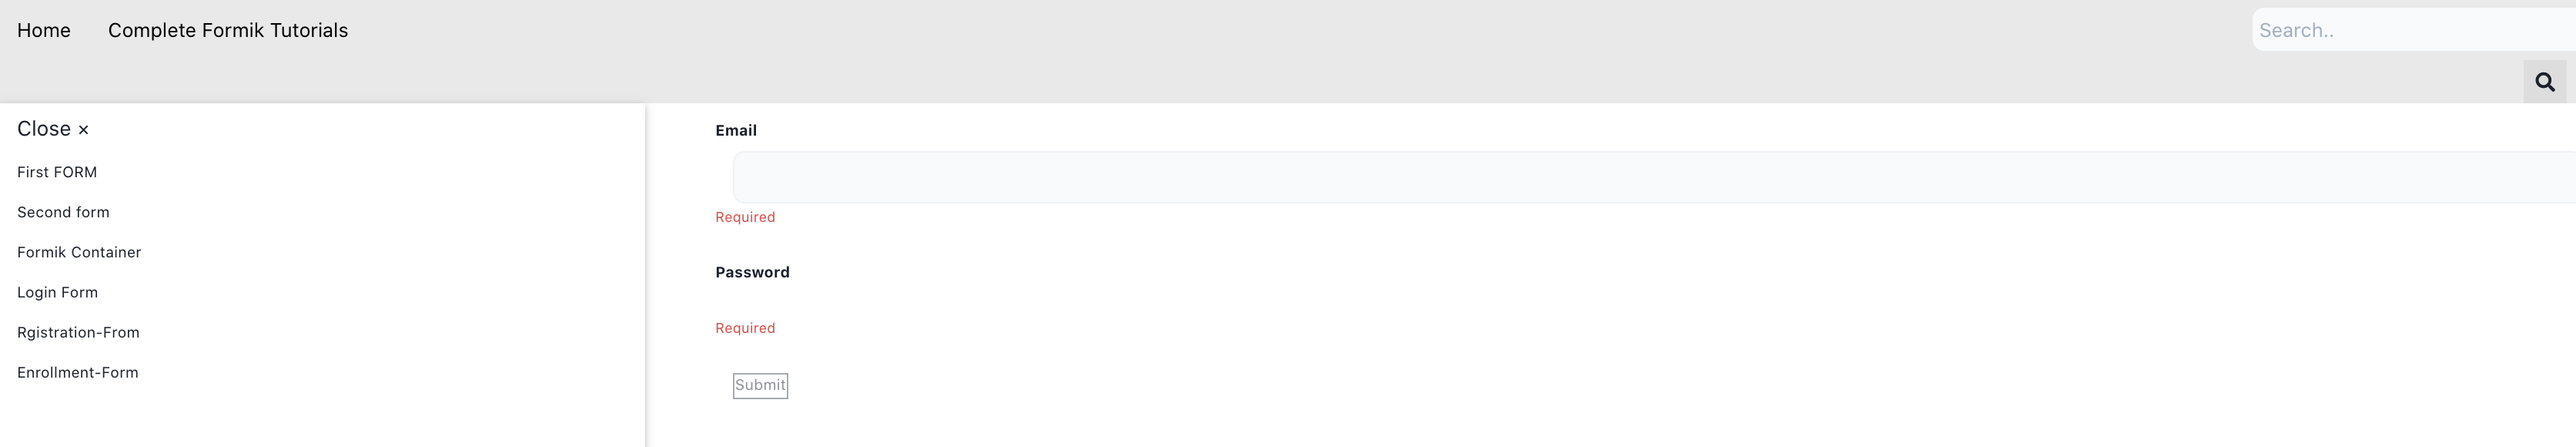 Home Complete Formik Tutorials Search..
Close ×
First FORM
Second form
Formik Container
Login Form
Rgistration-From
Enrollment-Form
Email
Required
Password
Required
Submit